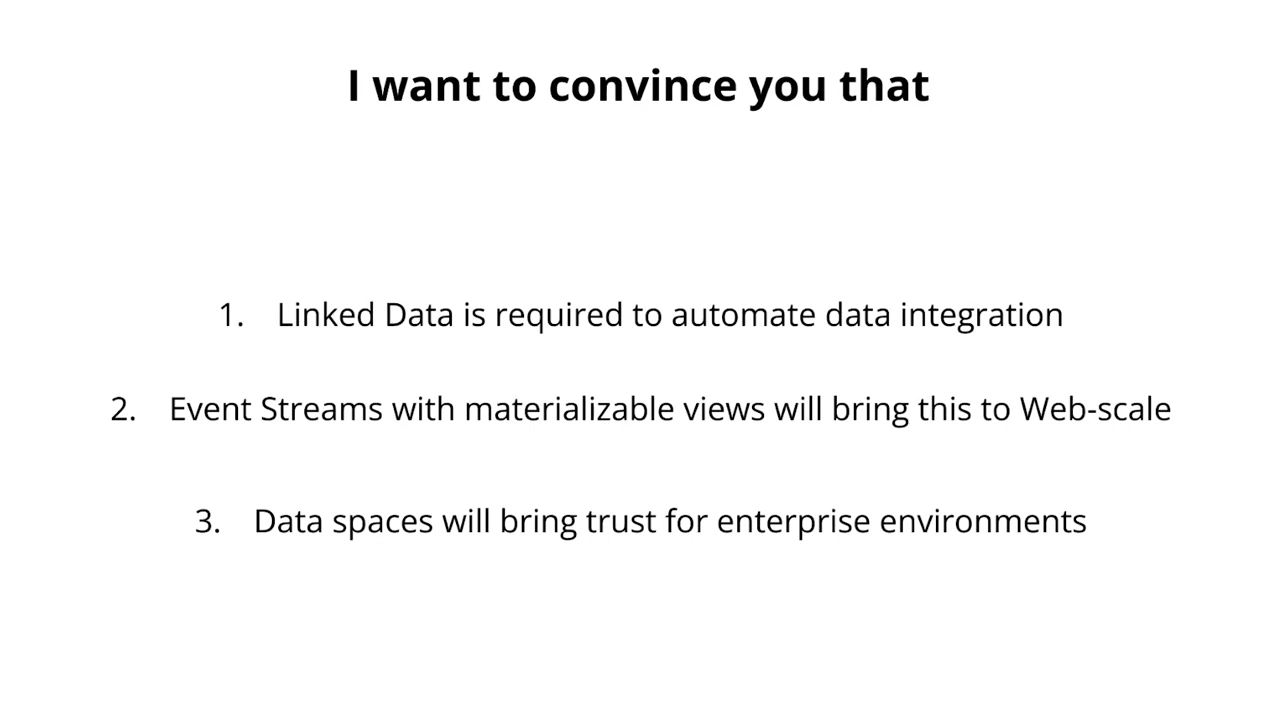 I want to convince you that
1. Linked Data is required to automate data integration
2. Event Streams with materializable views will bring this to Web-scale
3. Data spaces will bring trust for enterprise environments